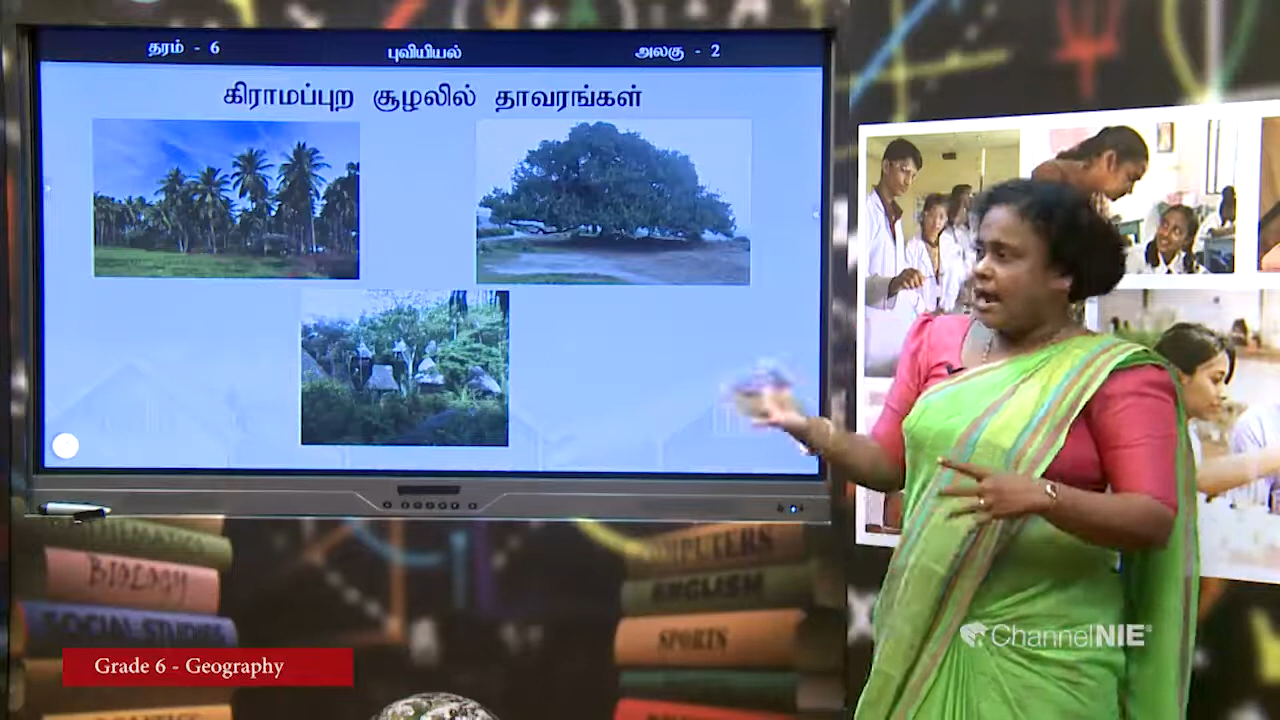 தரம் - 6
புவியியல்
அலகு - 2
கிராமப்புற சூழலில் தாவரங்கள்
BIOLOGY
SOCIAL STUDIES
COMPUTERS
ENGLISH
SPORTS
Grade 6 - Geography
ChannelNIE